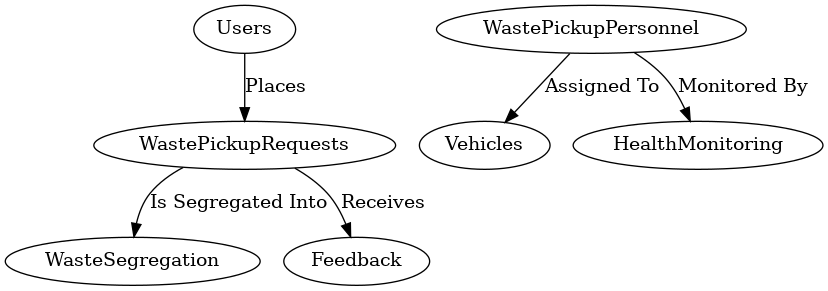 Users
WastePickupPersonnel
Places
Assigned To
Monitored By
WastePickupRequests
Vehicles
HealthMonitoring
Is Segregated Into
Receives
WasteSegregation
Feedback